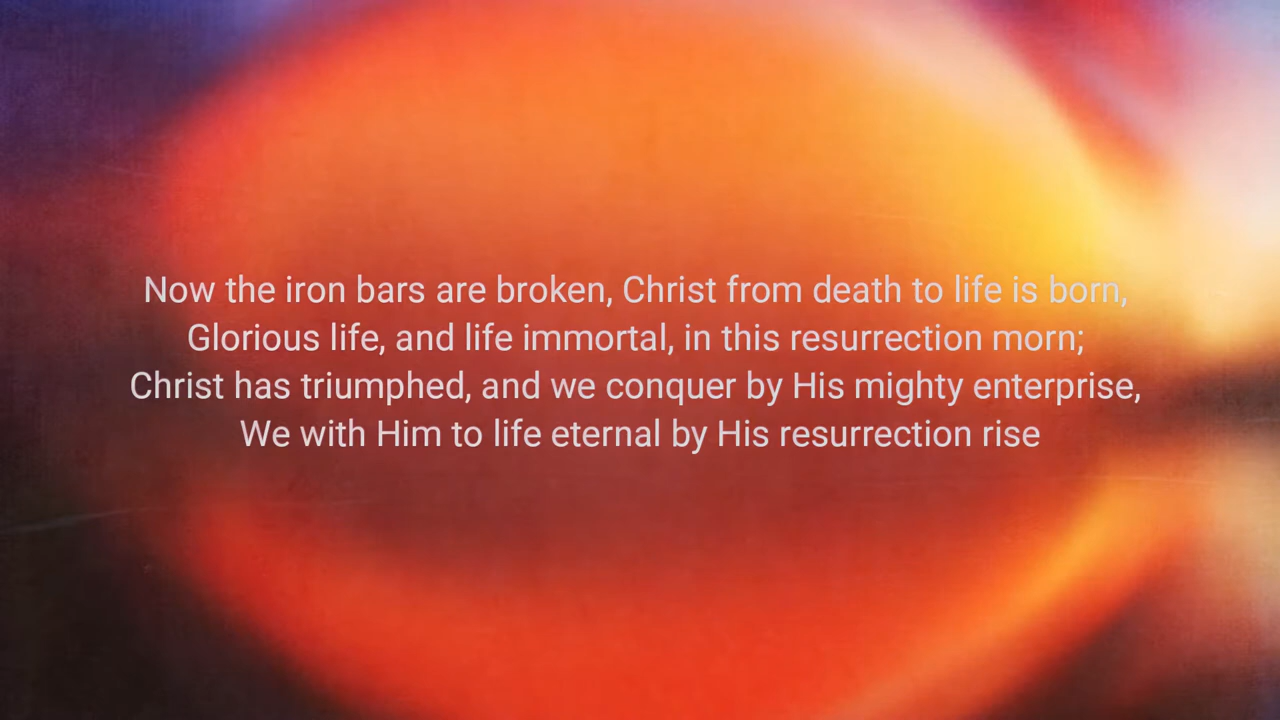 Now the iron bars are broken, Christ from death to life is born,
Glorious life, and life immortal, in this resurrection morn;
Christ has triumphed, and we conquer by His mighty enterprise,
We with Him to life eternal by His resurrection rise